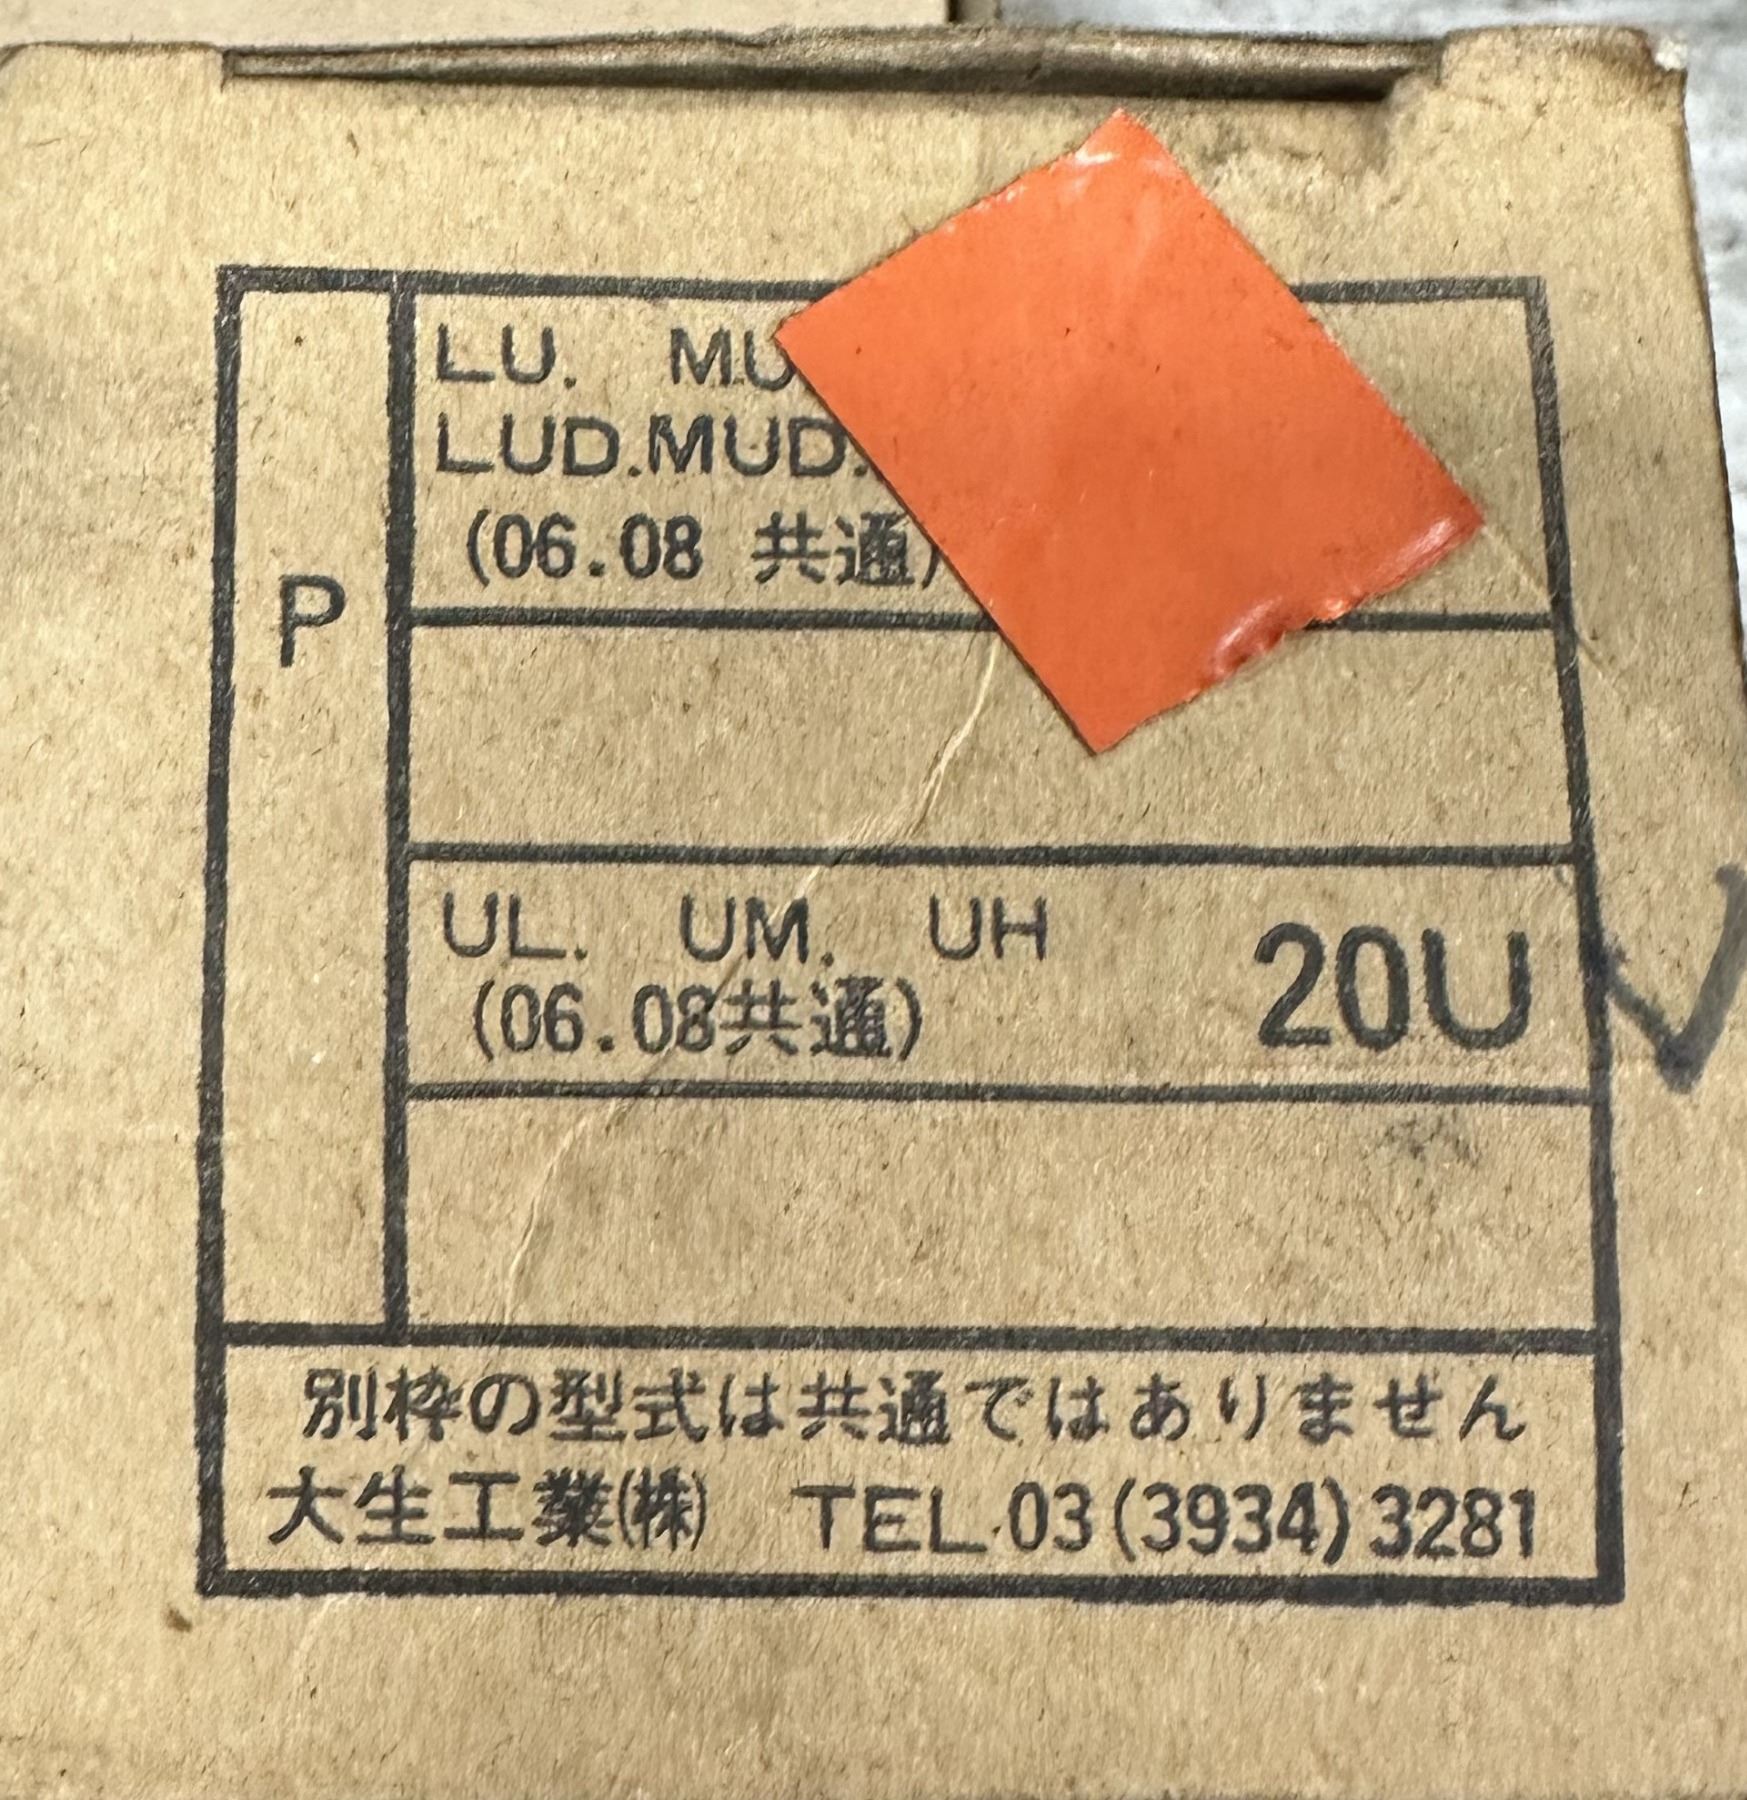 P
LU. MU
LUD.MUD.
(06.08 共通)
UL. UM. UH
(06.08共通)
20U
別枠の型式は共通ではありません
大生工業(株) TEL.03(3934)3281